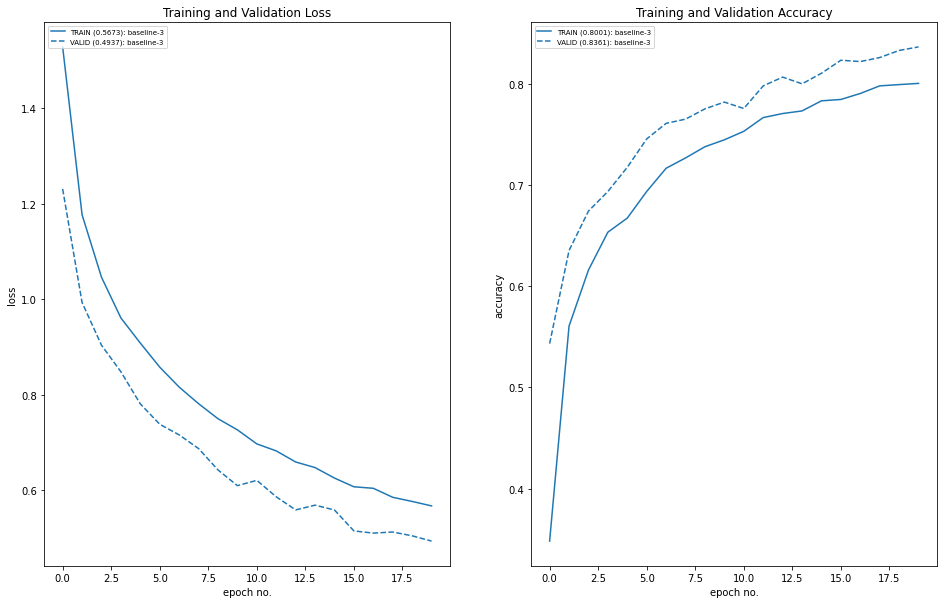 Training and Validation Loss
TRAIN (0.5673): baseline-3
VALID (0.4937): baseline-3
1.4
1.2
1.0
0.8
0.6
loss
0.0 2.5 5.0 7.5 10.0 12.5 15.0 17.5
epoch no.
Training and Validation Accuracy
TRAIN (0.8001): baseline-3
VALID (0.8361): baseline-3
0.8
0.7
0.6
0.5
0.4
accuracy
0.0 2.5 5.0 7.5 10.0 12.5 15.0 17.5
epoch no.